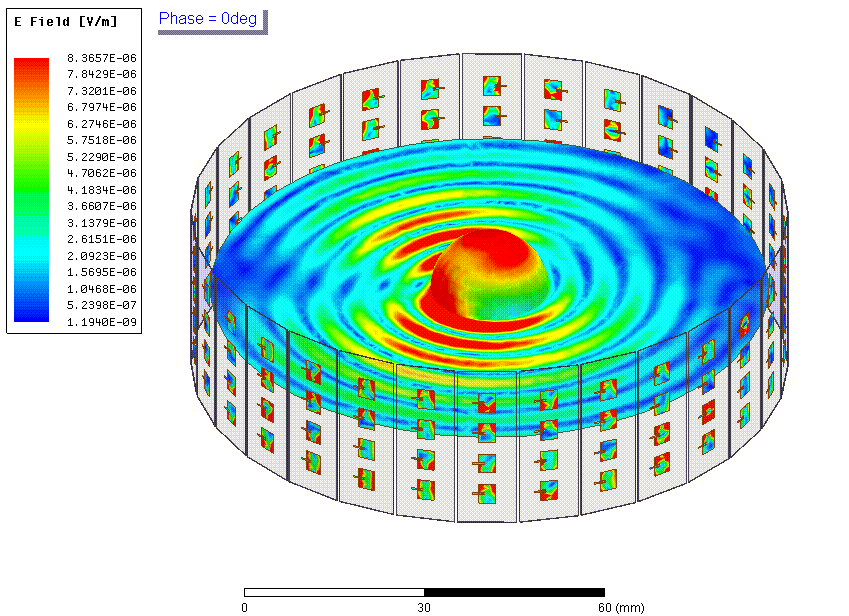 E Field [V/m]
Phase = 0deg
8.3657E-06
7.8429E-06
7.3201E-06
6.7974E-06
6.2746E-06
5.7518E-06
5.2290E-06
4.7062E-06
4.1834E-06
3.6607E-06
3.1379E-06
2.6151E-06
2.0923E-06
1.5695E-06
1.0468E-06
5.2398E-07
1.1940E-09
0 30 60 (mm)